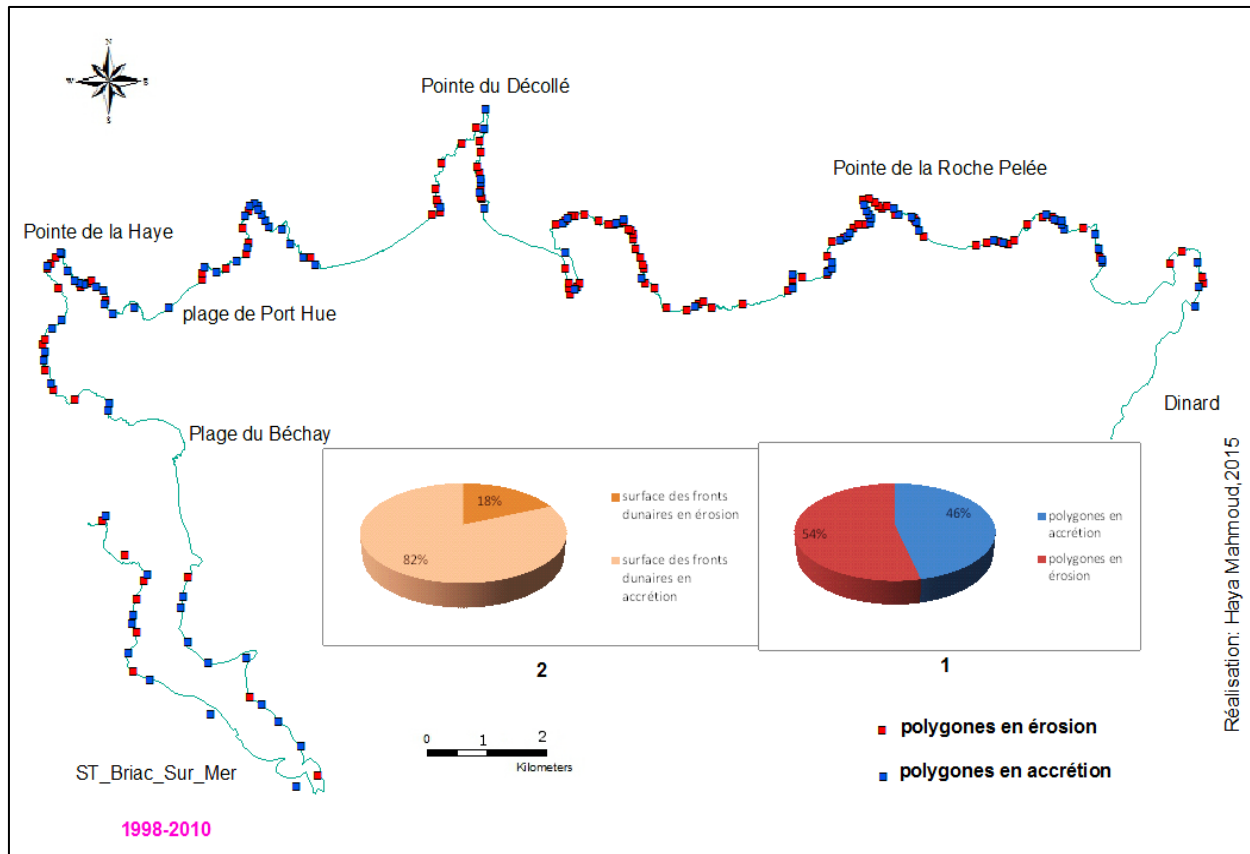 N
W
E
S
Pointe du Décollé
Pointe de la Roche Pelée
Pointe de la Haye
plage de Port Hue
Dinard
Plage du Béchay
18%
82%
surface des fronts
dunaires en érosion
surface des fronts
dunaires en
accrétion
2
54%
46%
polygones en
accrétion
polygones en
érosion
1
0 1 2
Kilometers
polygones en érosion
polygones en accrétion
ST_Briac_Sur_Mer
1998-2010
Réalisation: Haya Mahmoud,2015